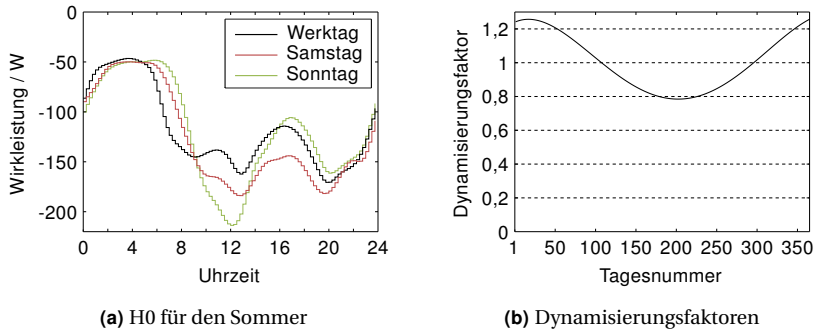 Wirkleistung / W
-50
-100
-150
-200
0 4 8 12 16 20 24
Uhrzeit
Werktag
Samstag
Sonntag
(a) H0 für den Sommer
Dynamisierungsfaktor
1,2
1
0,8
0,6
0,4
0,2
0
1 50 100 150 200 250 300 350
Tagesnummer
(b) Dynamisierungsfaktoren